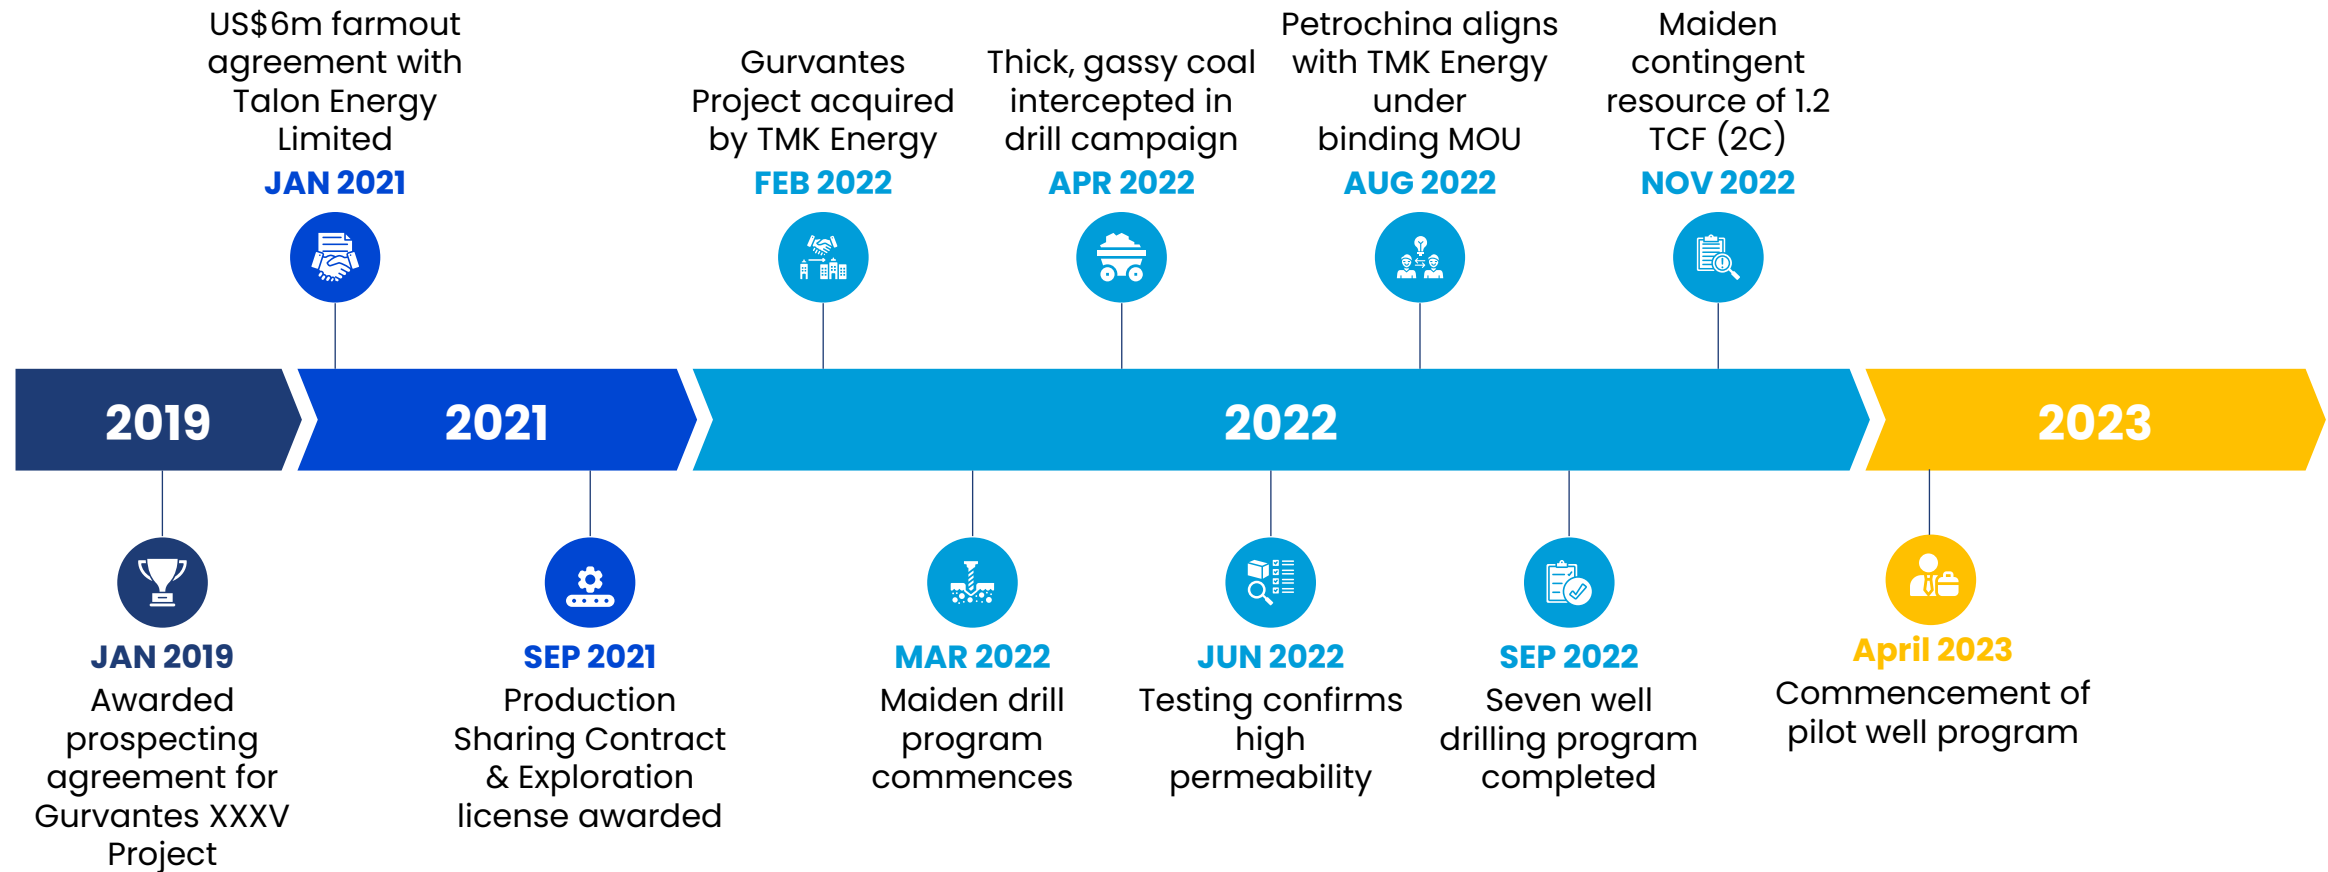 US$6m farmout
agreement with
Talon Energy
Limited
JAN 2021
Gurvantes
Project acquired
by TMK Energy
FEB 2022
Thick, gassy coal
intercepted in
drill campaign
APR 2022
Petrochina aligns
with TMK Energy
under
binding MOU
AUG 2022
Maiden
contingent
resource of 1.2
TCF (2C)
NOV 2022
2019
2021
2022
2023
JAN 2019
Awarded
prospecting
agreement for
Gurvantes XXXV
Project
SEP 2021
Production
Sharing Contract
& Exploration
license awarded
MAR 2022
Maiden drill
program
commences
JUN 2022
Testing confirms
high
permeability
SEP 2022
Seven well
drilling program
completed
April 2023
Commencement of
pilot well program